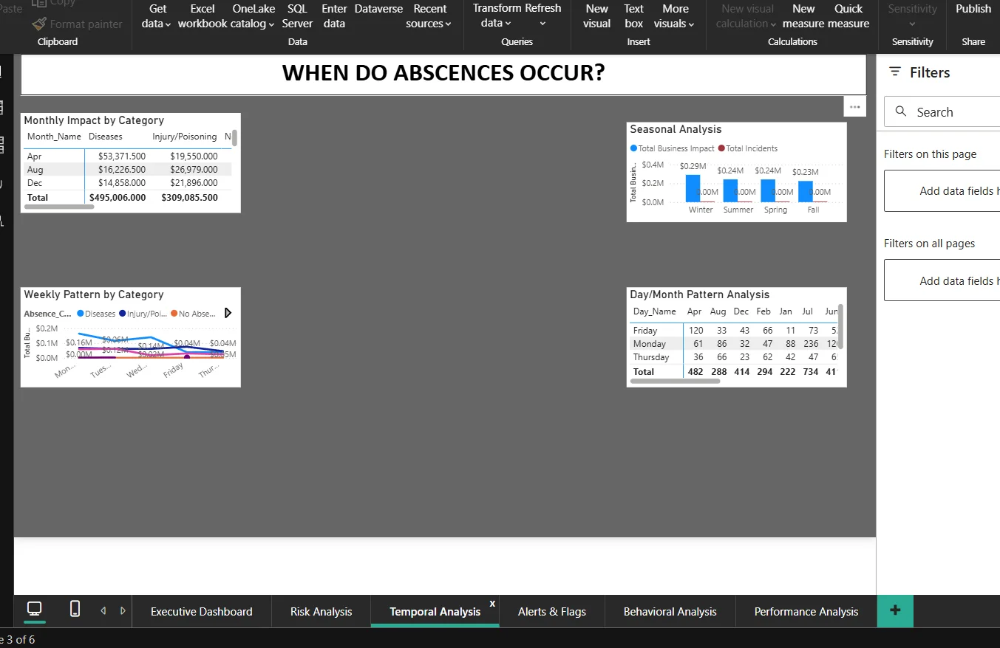 Paste
Copy
Format painter
Clipboard
Get data
Excel workbook
OneLake catalog
SQL Server
Enter data
Dataverse
Recent sources
Data
Transform data
Refresh
Queries
New visual
Text box
More visuals
Insert
New visual calculation
New measure
Quick measure
Calculations
Sensitivity
Sensitivity
Publish
Share
WHEN DO ABSCENCES OCCUR?
...
Monthly Impact by Category
Month_Name Diseases Injury/Poisoning N
Apr $53,371.500 $19,550.000
Aug $16,226.500 $26,979.000
Dec $14,858.000 $21,896.000
Total $495,006.000 $309,085.500
Seasonal Analysis
Total Business Impact Total Incidents
Total Busin...
$0.4M
$0.2M
$0.0M
$0.29M $0.24M $0.24M $0.23M
0.00M 0.00M 0.00M 0.00M
Winter Summer Spring Fall
Weekly Pattern by Category
Absence_C... Diseases Injury/Poi... No Abse...
Total Bu...
$0.2M
$0.1M
$0.0M
$0.16M $0.06M $0.14M $0.04M $0.04M
$0.00M $0.12M $0.02M $0.05M
Mon... Tues... Wed... Friday Thur...
Day/Month Pattern Analysis
Day_Name Apr Aug Dec Feb Jan Jul Jun
Friday 120 33 43 66 11 73 5
Monday 61 86 32 47 88 236 12
Thursday 36 66 23 62 42 47 6
Total 482 288 414 294 222 734 41
Filters
Search
Filters on this page
Add data fields h
Filters on all pages
Add data fields h
Executive Dashboard
Risk Analysis
Temporal Analysis x
Alerts & Flags
Behavioral Analysis
Performance Analysis
+
e 3 of 6